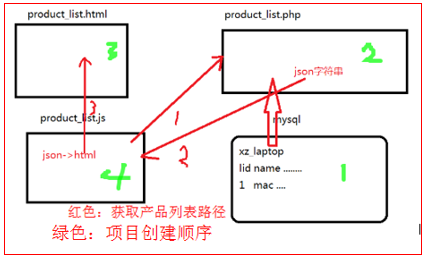 product_list.html
product_list.php
3
2
json字符串
1
3
product_list.js
2
mysql
json->html
4
xz_laptop
lid name ........
1 mac ....
1
红色：获取产品列表路径
绿色：项目创建顺序